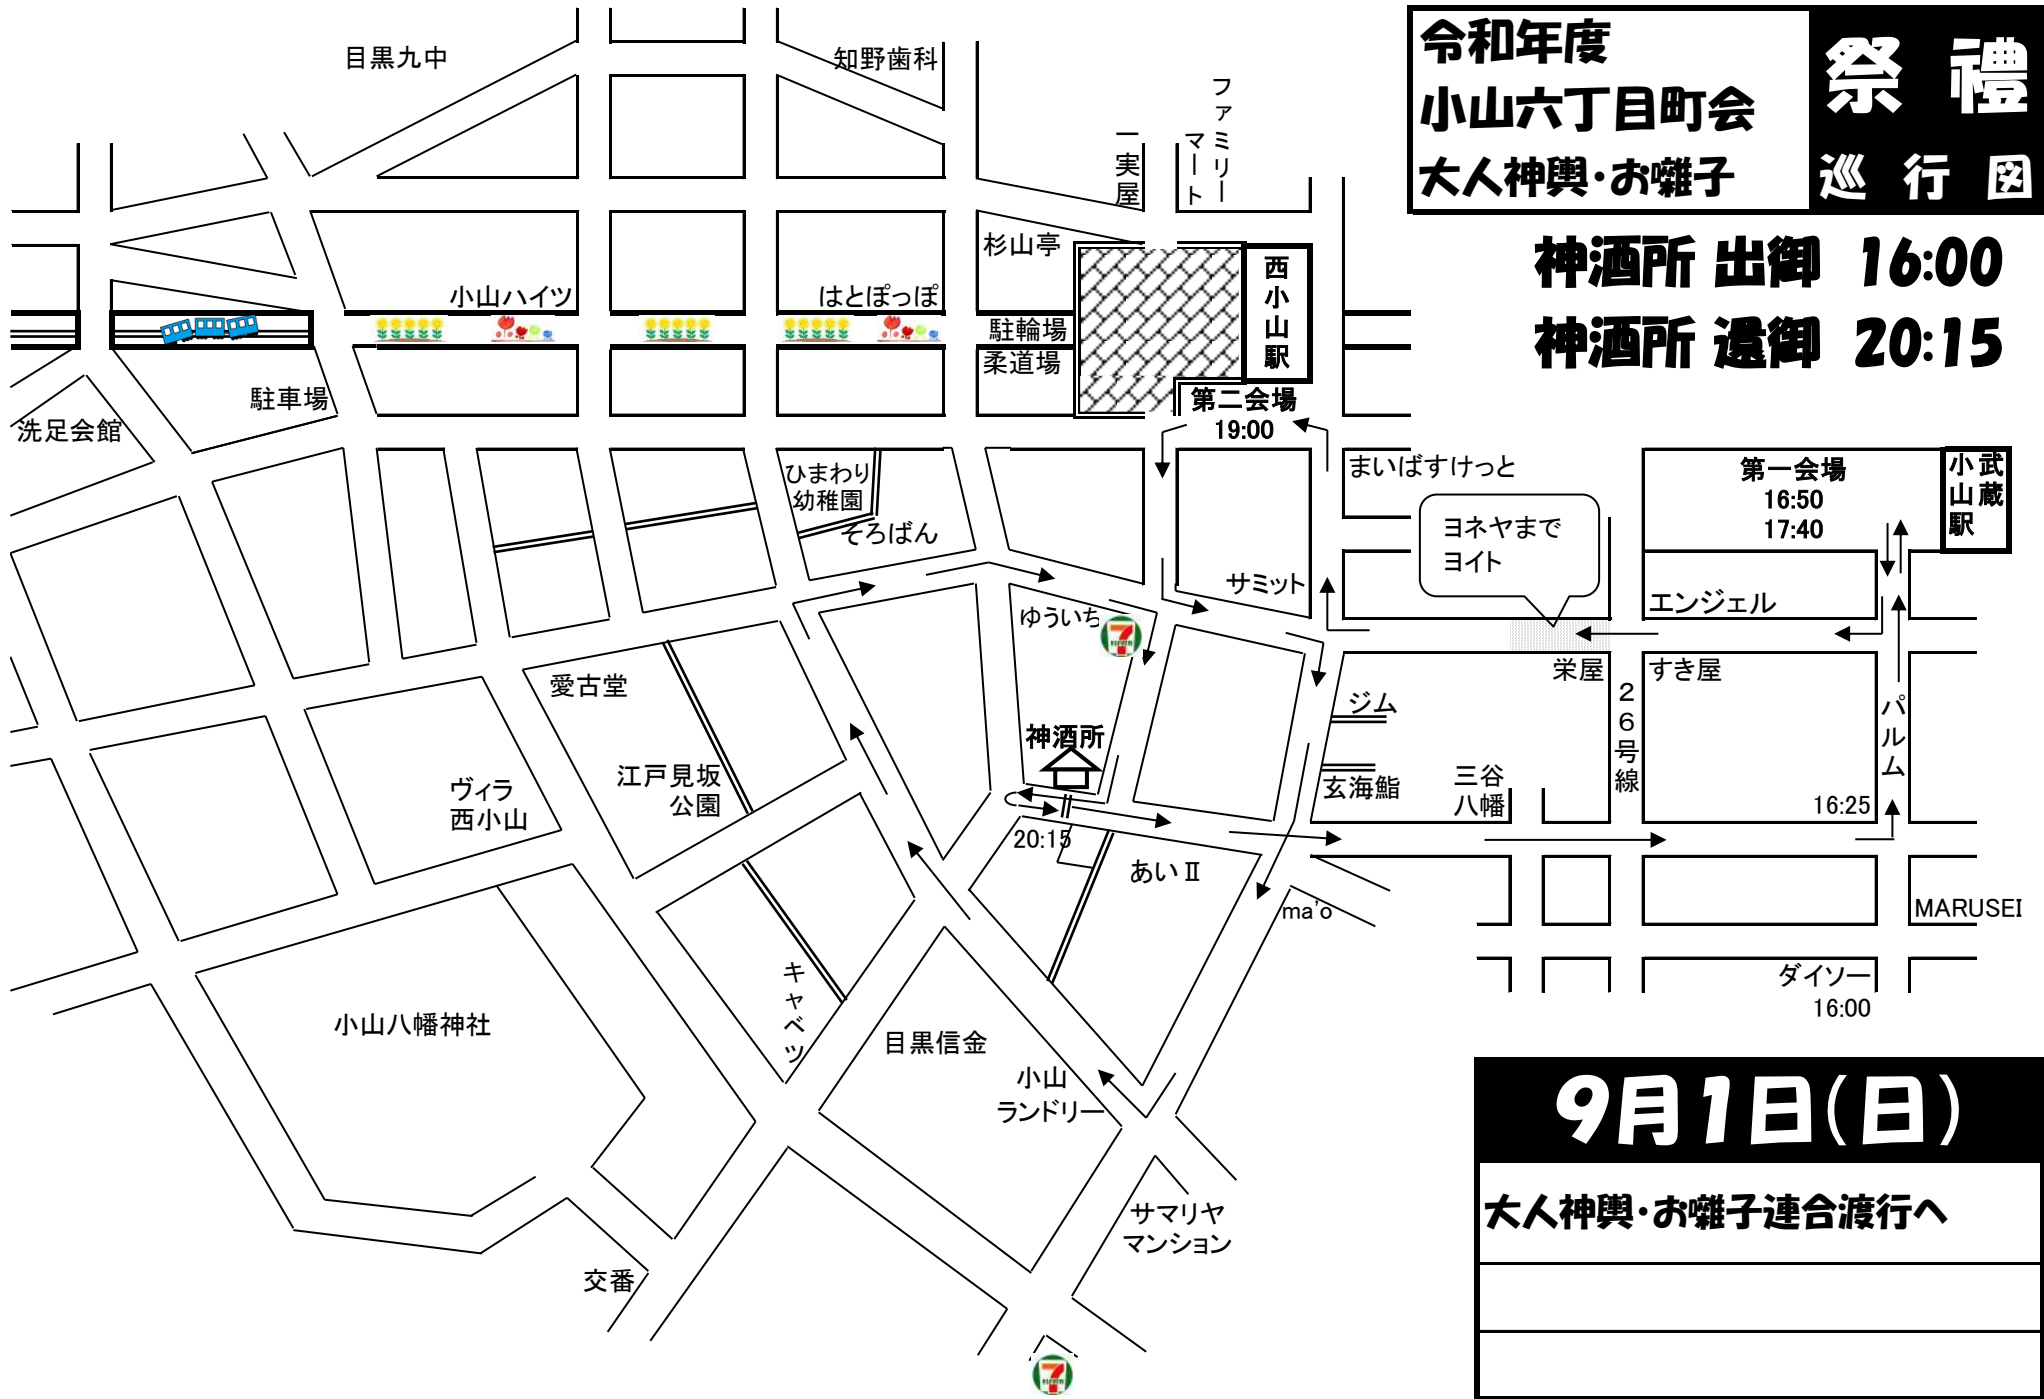 令和年度
小山六丁目町会
大人神輿・お囃子
祭禮
巡行図
神酒所 出御 16:00
神酒所 還御 20:15
目黒九中
知野歯科
一実屋
ファミリー
マート
杉山亭
西小山駅
小山ハイツ
はとぽっぽ
駐輪場
柔道場
駐車場
洗足会館
第二会場
19:00
まいばすけっと
第一会場
16:50
17:40
武蔵
小山駅
ひまわり
幼稚園
そろばん
ヨネヤまで
ヨイト
サミット
エンジェル
ゆういち
栄屋
すき屋
愛古堂
26号線
パルム
ジム
神酒所
江戸見坂
公園
ヴィラ
西小山
玄海鮨
三谷
八幡
16:25
20:15
あいⅡ
ma'o
MARUSEI
キャベツ
ダイソー
16:00
小山八幡神社
目黒信金
小山
ランドリー
サマリヤ
マンション
交番
9月1日(日)
大人神輿・お囃子連合渡行へ